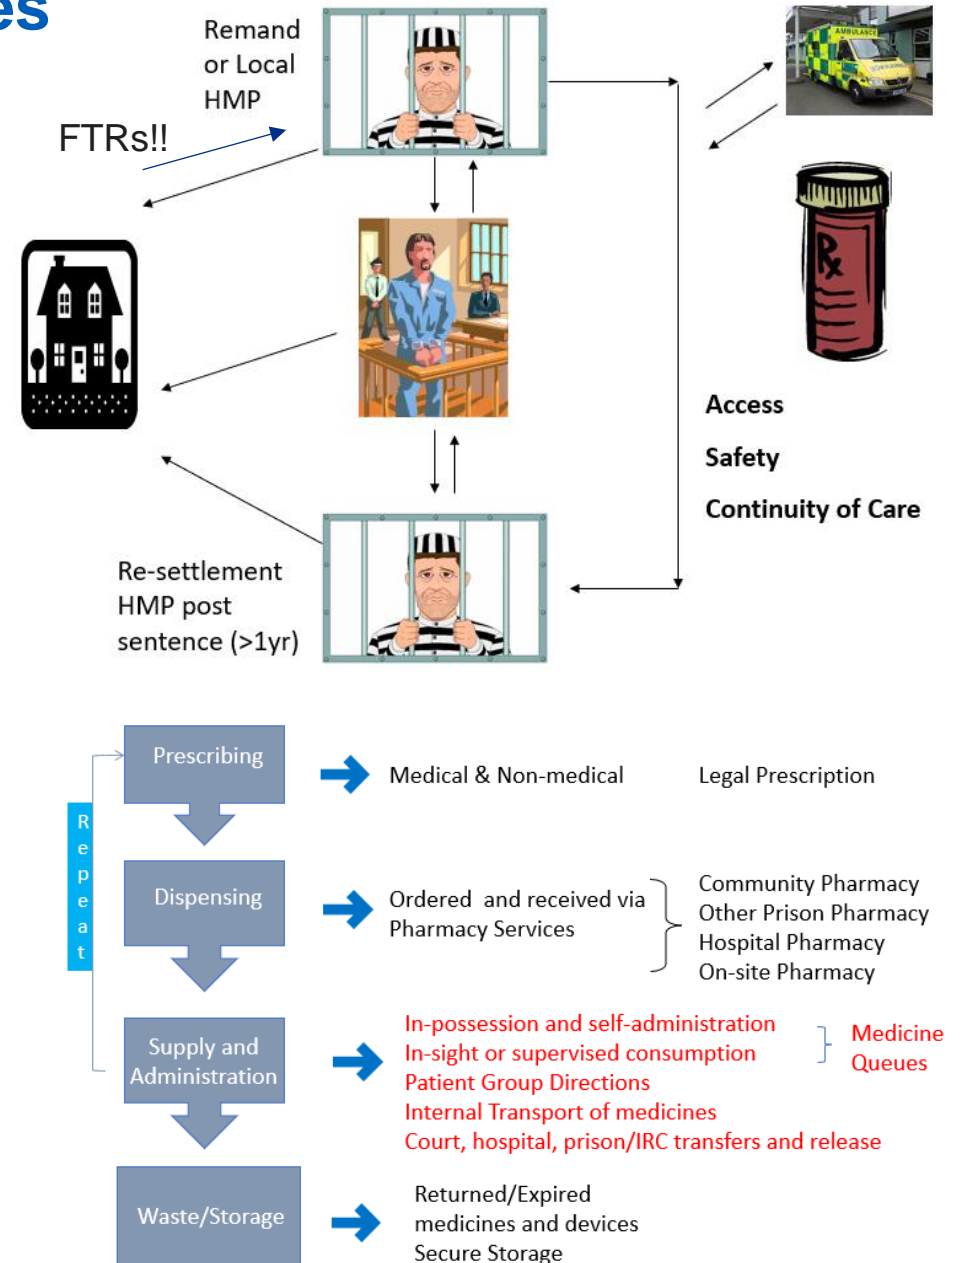 es
Remand
or Local
HMP
FTRs!!
AMBULANCE
Rx
Access
Safety
Continuity of Care
Re-settlement
HMP post
sentence (>1yr)
Prescribing
Medical & Non-medical
Legal Prescription
Repeat
Dispensing
Ordered and received via
Pharmacy Services
Community Pharmacy
Other Prison Pharmacy
Hospital Pharmacy
On-site Pharmacy
Supply and
Administration
In-possession and self-administration
In-sight or supervised consumption
Patient Group Directions
Internal Transport of medicines
Court, hospital, prison/IRC transfers and release
Medicine
Queues
Waste/Storage
Returned/Expired
medicines and devices
Secure Storage